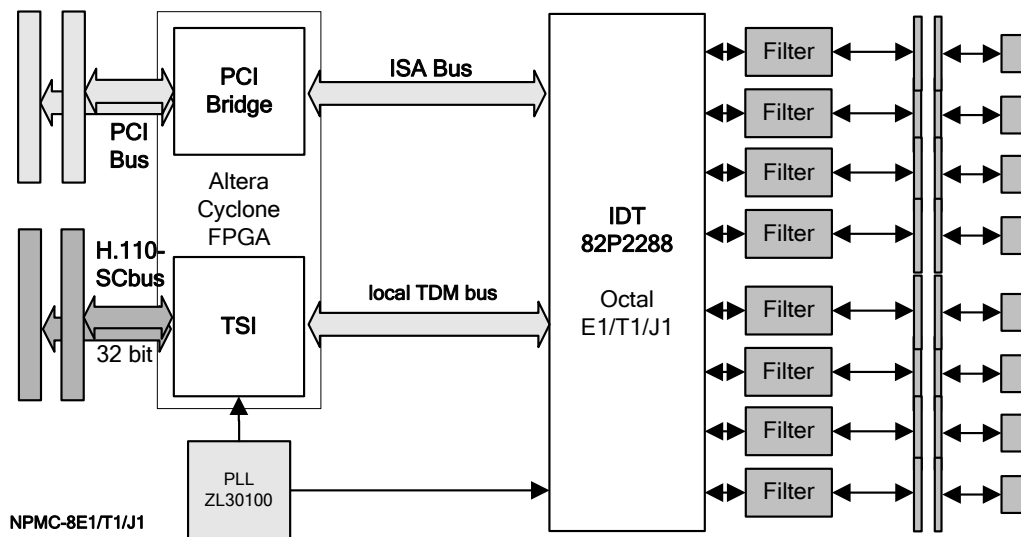 PCI
Bridge
ISA Bus
PCI
Bus
Altera
Cyclone
FPGA
H.110-
SCbus
32 bit
TSI
local TDM bus
PLL
ZL30100
IDT
82P2288
Octal
E1/T1/J1
Filter
Filter
Filter
Filter
Filter
Filter
Filter
Filter
NPMC-8E1/T1/J1